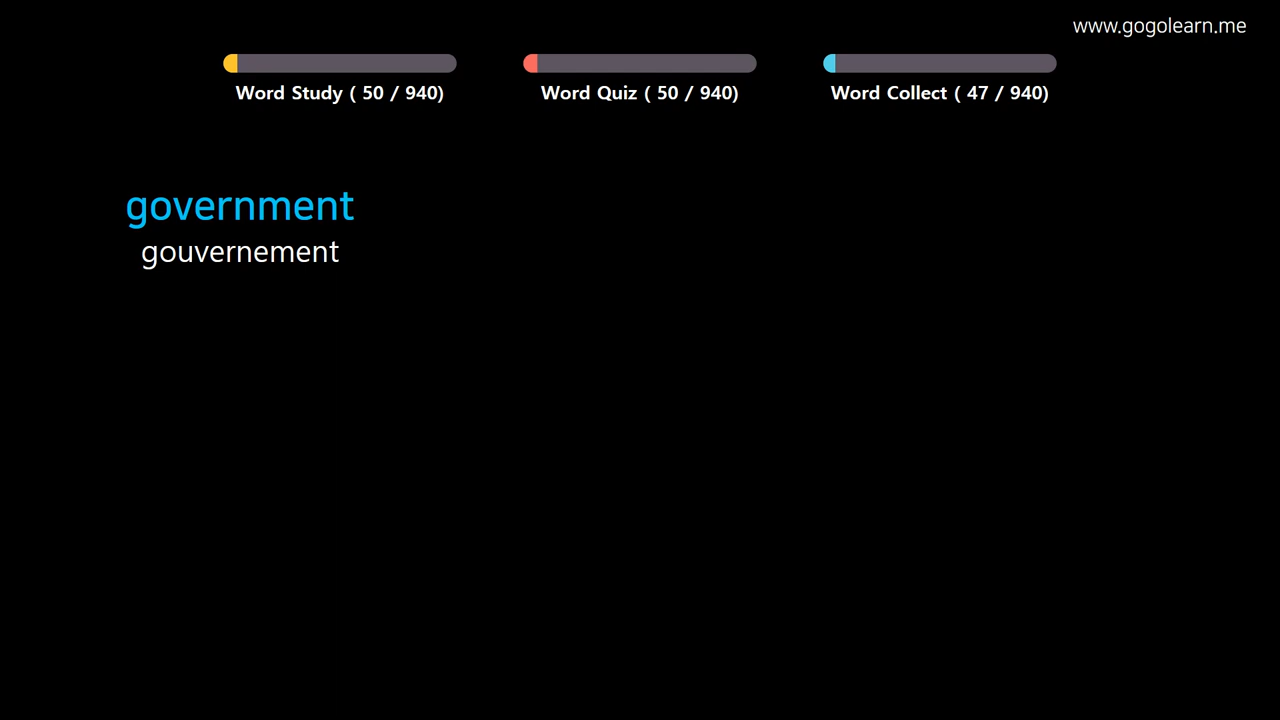 www.gogolearn.me
Word Study ( 50 / 940)
Word Quiz ( 50 / 940)
Word Collect ( 47 / 940)
government
gouvernement